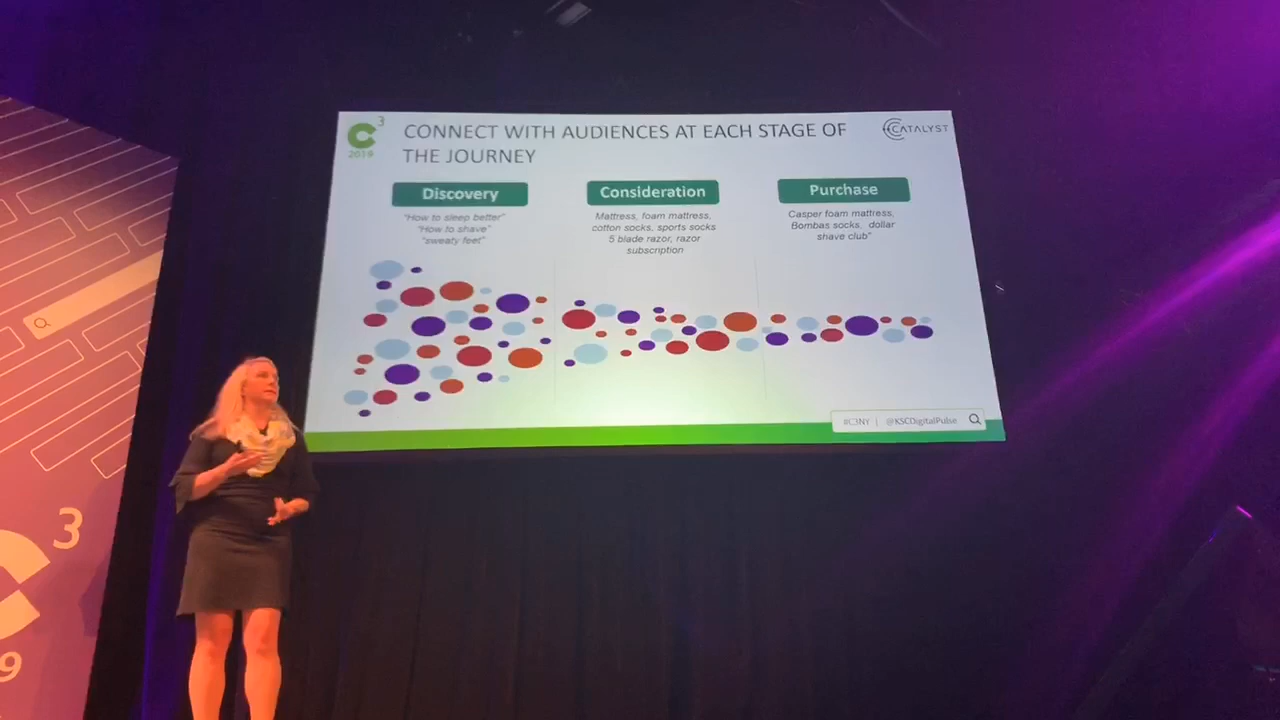 C3
2019
CONNECT WITH AUDIENCES AT EACH STAGE OF
THE JOURNEY
CATALYST
Discovery
"How to sleep better"
"How to shave"
"sweaty feet"
Consideration
Mattress, foam mattress,
cotton socks, sports socks
5 blade razor, razor
subscription
Purchase
Casper foam mattress,
Bombas socks, dollar
shave club"
#C3NY | @KSCDigitalPulse
3
9